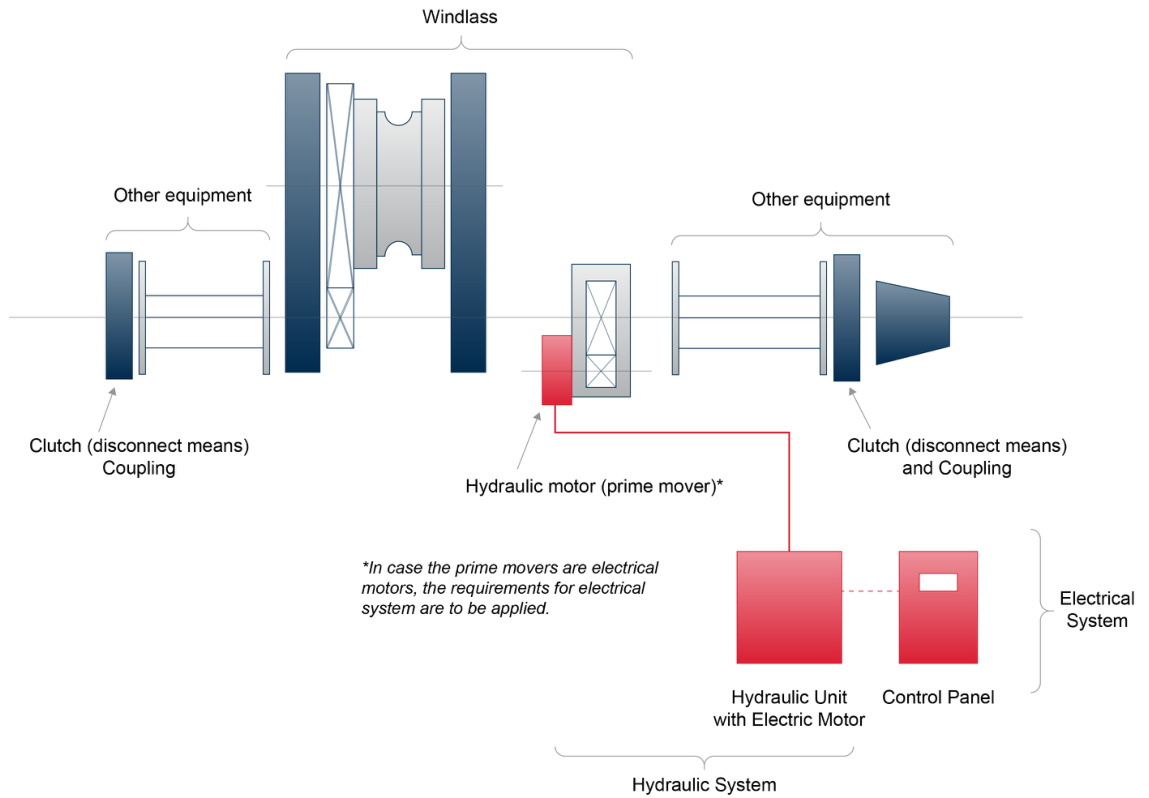 Windlass
Other equipment
Other equipment
Clutch (disconnect means)
Coupling
Clutch (disconnect means)
and Coupling
Hydraulic motor (prime mover)*
*In case the prime movers are electrical
motors, the requirements for electrical
system are to be applied.
Electrical
System
Hydraulic Unit
with Electric Motor
Control Panel
Hydraulic System